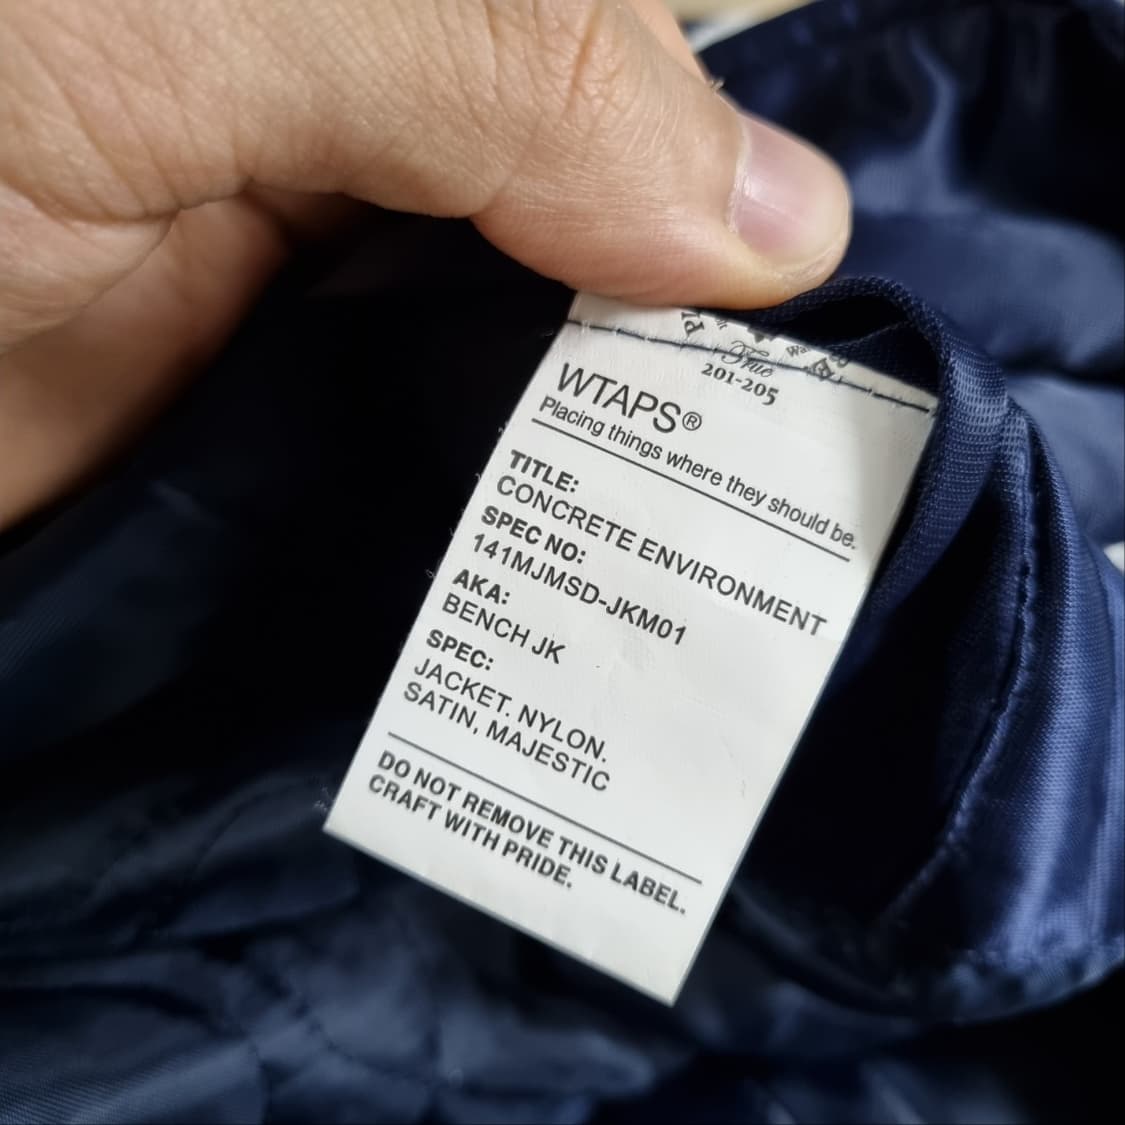 True
201-205
WTAPS®
Placing things where they should be.
TITLE:
CONCRETE ENVIRONMENT
SPEC NO:
141MJMSD-JKM01
AKA:
BENCH JK
SPEC:
JACKET. NYLON.
SATIN, MAJESTIC
DO NOT REMOVE THIS LABEL.
CRAFT WITH PRIDE.